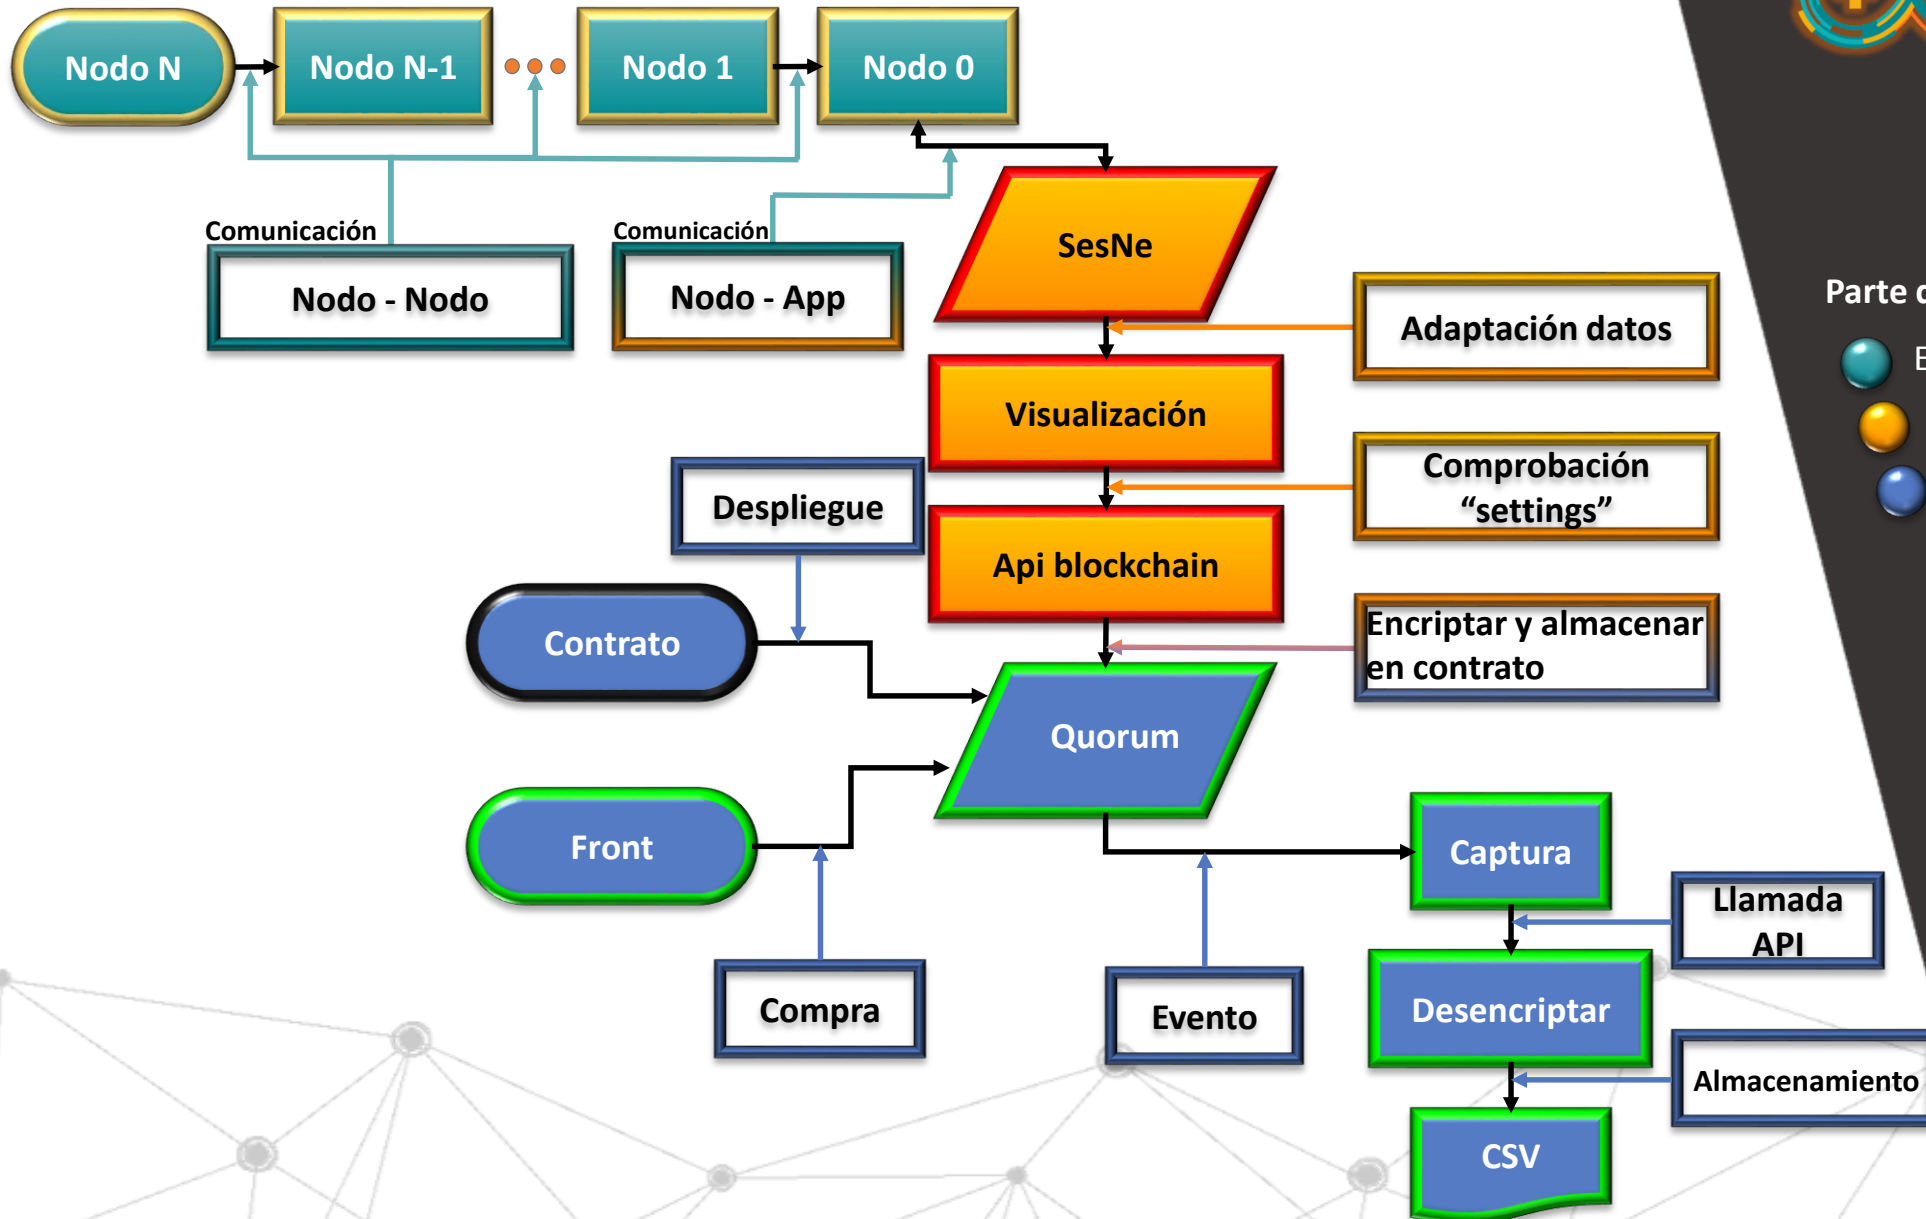 Nodo N
Nodo N-1
Nodo 1
Nodo 0
Comunicación
Nodo - Nodo
Comunicación
Nodo - App
SesNe
Adaptación datos
Visualización
Comprobación
“settings”
Despliegue
Api blockchain
Encriptar y almacenar
en contrato
Contrato
Quorum
Front
Captura
Llamada
API
Compra
Evento
Desencriptar
Almacenamiento
CSV
Parte